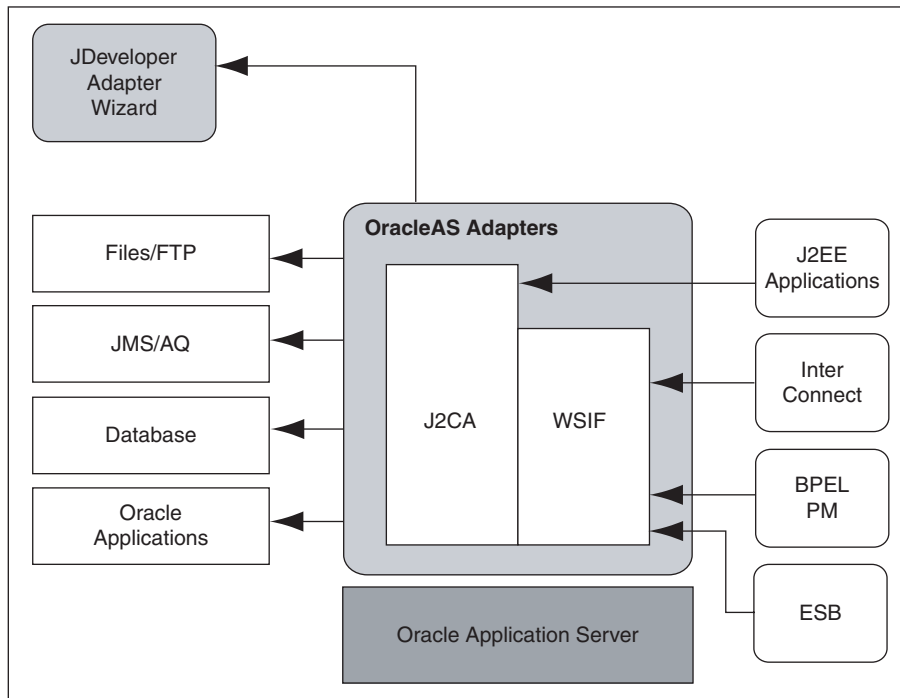 JDeveloper
Adapter
Wizard
OracleAS Adapters
Files/FTP
J2EE
Applications
JMS/AQ
Inter
Connect
J2CA
WSIF
Database
BPEL
PM
Oracle
Applications
ESB
Oracle Application Server